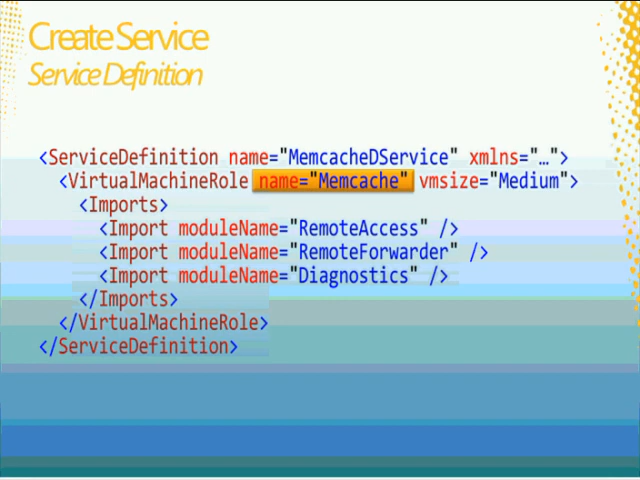 Create Service
Service Definition
<ServiceDefinition name="MemcacheDService" xmlns="…">
<VirtualMachineRole name="Memcache" vmsize="Medium">
<Imports>
<Import moduleName="RemoteAccess" />
<Import moduleName="RemoteForwarder" />
<Import moduleName="Diagnostics" />
</Imports>
</VirtualMachineRole>
</ServiceDefinition>